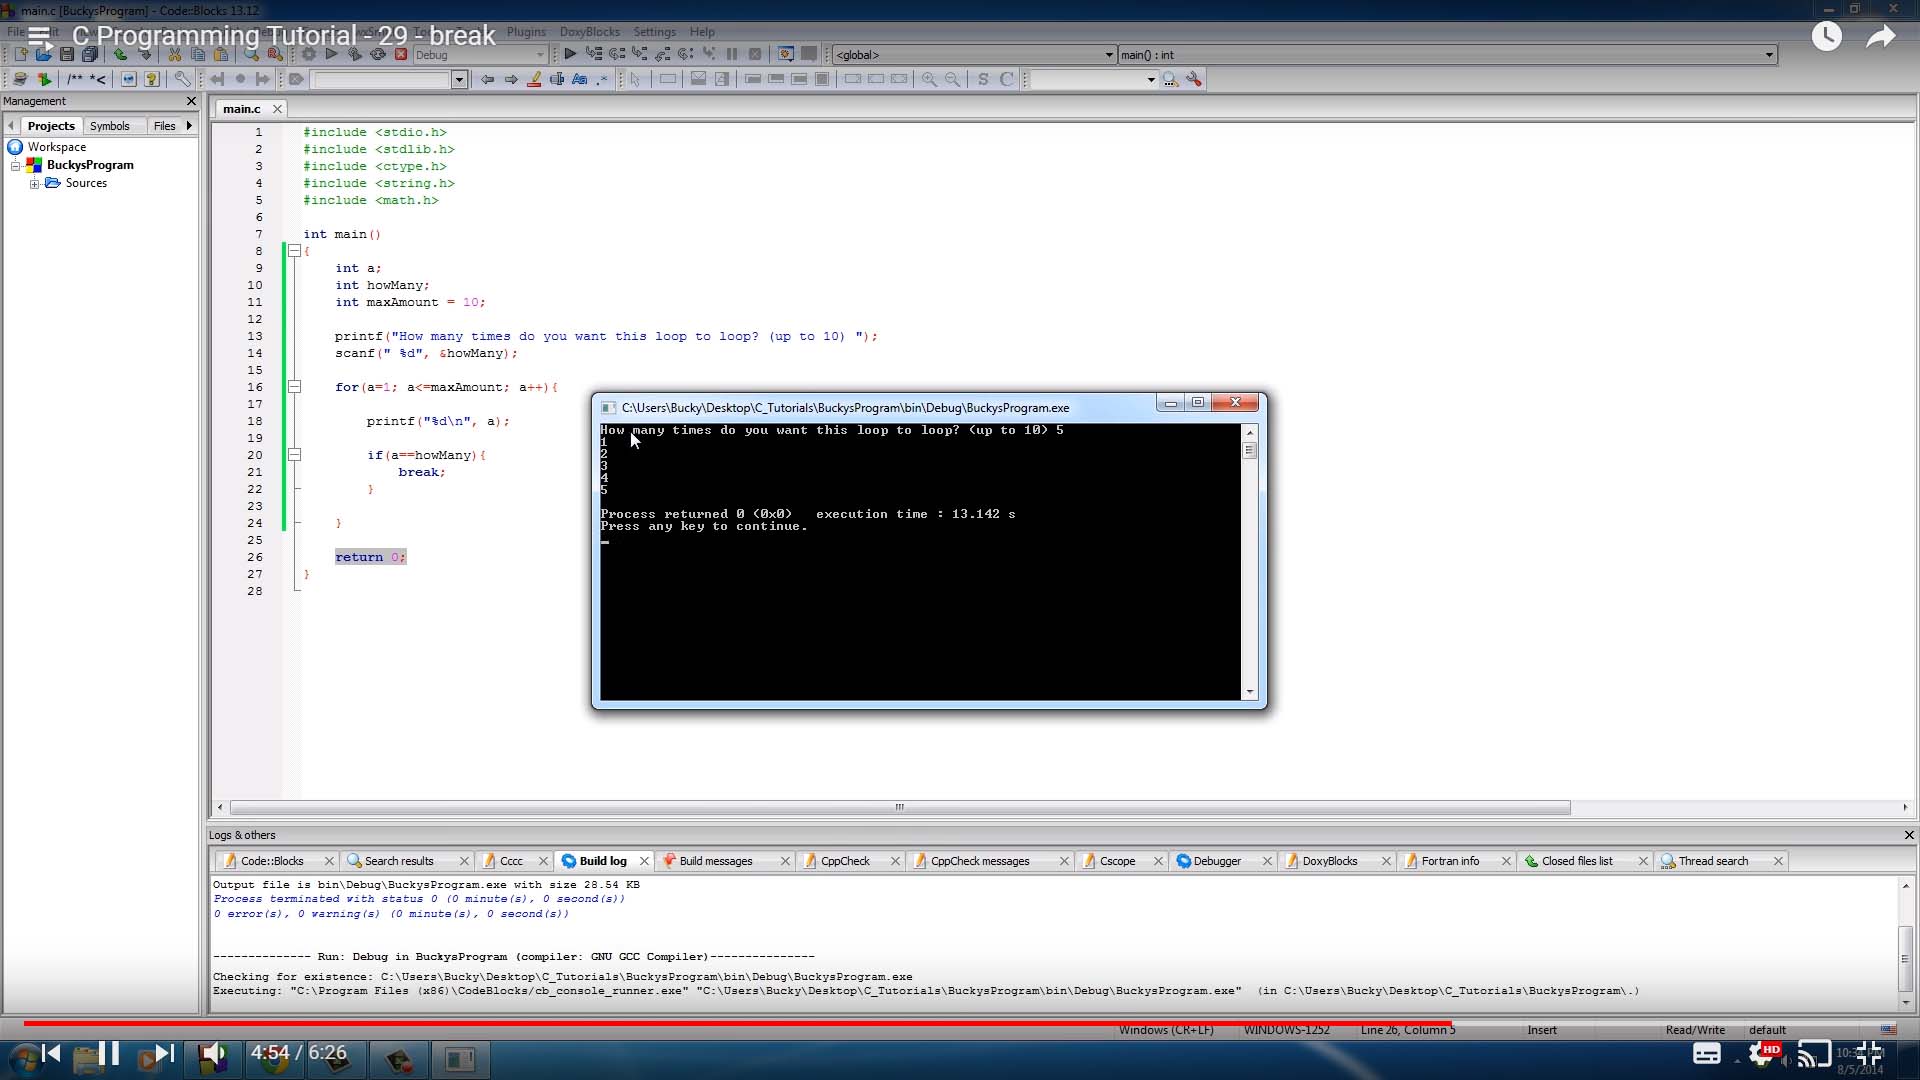 main.c [BuckysProgram] - Code::Blocks 13.12
C Programming Tutorial - 29 - break
File
Plugins DoxyBlocks Settings Help
Debug
<global>
main() : int
/** *<
Aa .*
S C
Management
main.c
Projects Symbols Files
Workspace
BuckysProgram
Sources
1 #include <stdio.h>
2 #include <stdlib.h>
3 #include <ctype.h>
4 #include <string.h>
5 #include <math.h>
6
7 int main()
8 {
9 int a;
10 int howMany;
11 int maxAmount = 10;
12
13 printf("How many times do you want this loop to loop? (up to 10) ");
14 scanf(" %d", &howMany);
15
16 for(a=1; a<=maxAmount; a++){
17
18 printf("%d\n", a);
19
20 if(a==howMany){
21 break;
22 }
23
24 }
25
26 return 0;
27 }
28
C:\Users\Bucky\Desktop\C_Tutorials\BuckysProgram\bin\Debug\BuckysProgram.exe
How many times do you want this loop to loop? (up to 10) 5
1
2
3
4
5
Process returned 0 (0x0) execution time : 13.142 s
Press any key to continue.
Logs & others
Code::Blocks Search results Cccc Build log Build messages CppCheck CppCheck messages Cscope Debugger DoxyBlocks Fortran info Closed files list Thread search
Output file is bin\Debug\BuckysProgram.exe with size 28.54 KB
Process terminated with status 0 (0 minute(s), 0 second(s))
0 error(s), 0 warning(s) (0 minute(s), 0 second(s))
-------------- Run: Debug in BuckysProgram (compiler: GNU GCC Compiler)---------------
Checking for existence: C:\Users\Bucky\Desktop\C_Tutorials\BuckysProgram\bin\Debug\BuckysProgram.exe
Executing: "C:\Program Files (x86)\CodeBlocks/cb_console_runner.exe" "C:\Users\Bucky\Desktop\C_Tutorials\BuckysProgram\bin\Debug\BuckysProgram.exe" (in C:\Users\Bucky\Desktop\C_Tutorials\BuckysProgram\.)
Windows (CR+LF) WINDOWS-1252 Line 26, Column 5 Insert Read/Write default
4:54 / 6:26
HD
8/5/2014